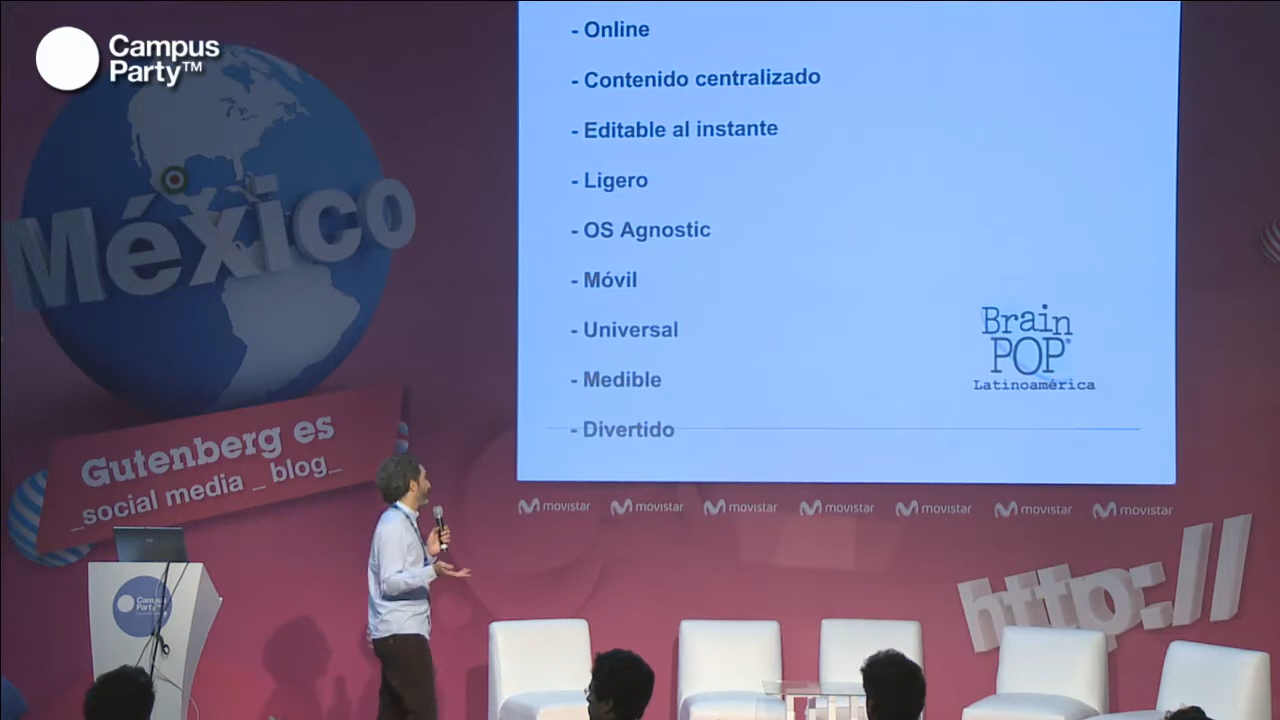 Campus
Party™
- Online
- Contenido centralizado
- Editable al instante
- Ligero
- OS Agnostic
- Móvil
- Universal
- Medible
- Divertido
Brain
POP®
Latinoamérica
México
Gutenberg es
_social media _ blog_
movistar movistar movistar movistar movistar movistar movistar
http://
Campus
Party™